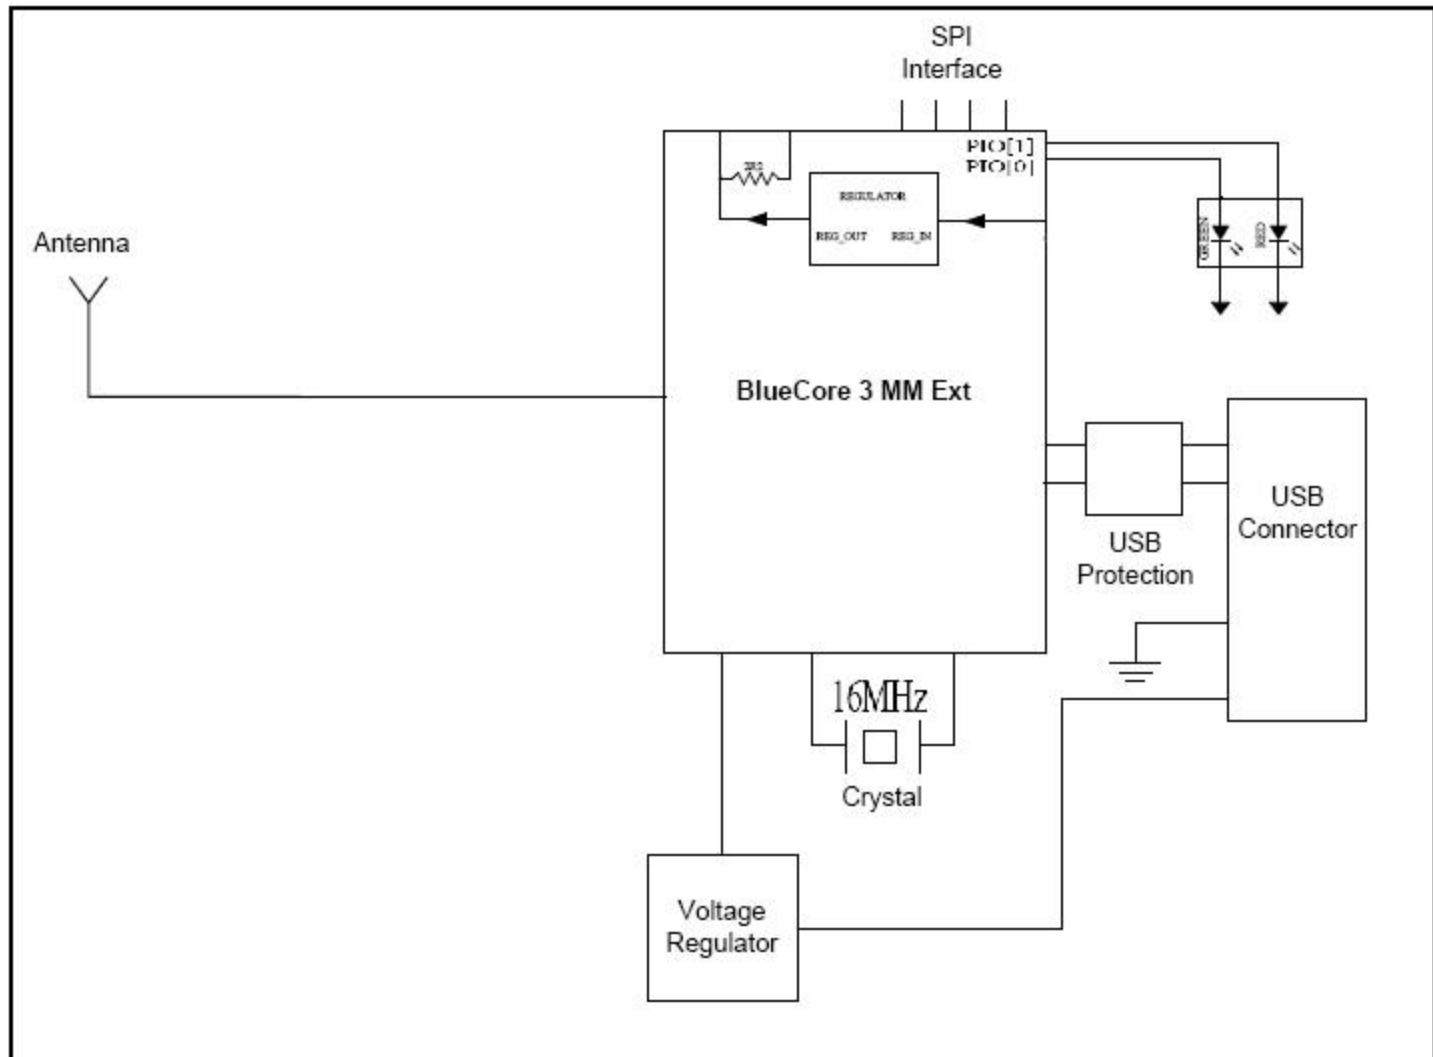 SPI
Interface
PIO[1]
PIO[0]
2R2
REGULATOR
REG_OUT REG_IN
GREEN
RED
Antenna
BlueCore 3 MM Ext
USB
Connector
USB
Protection
16MHz
Crystal
Voltage
Regulator